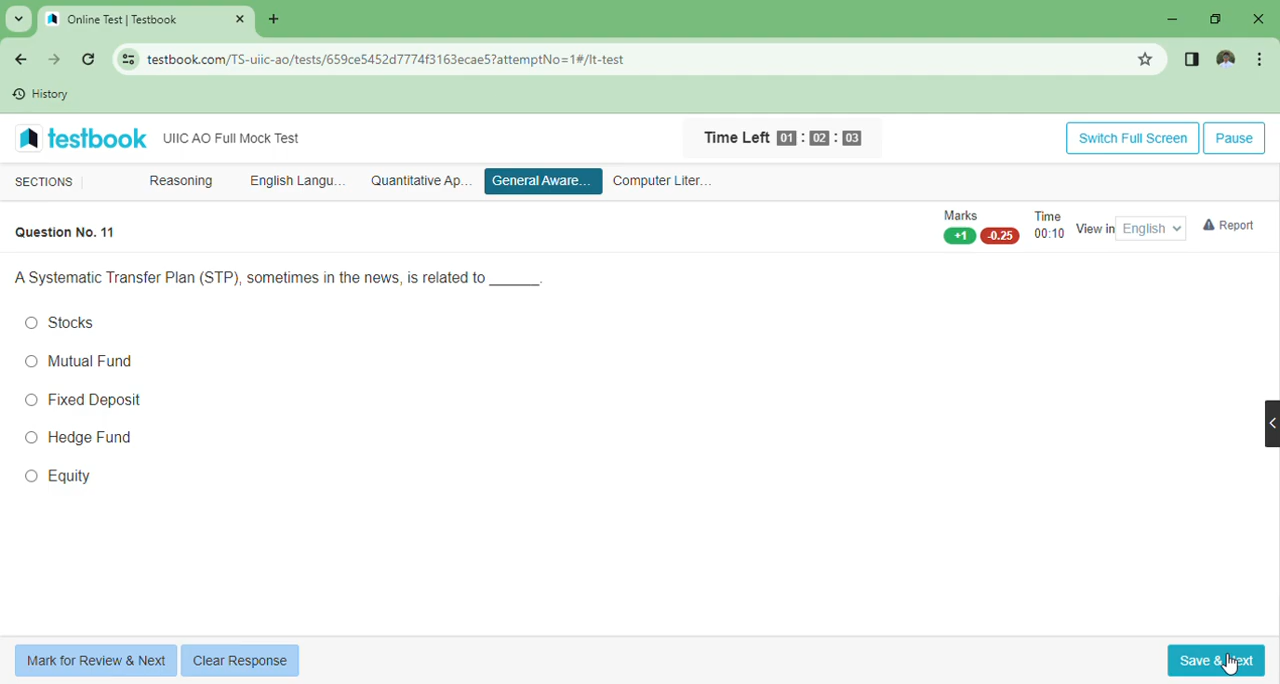 Online Test | Testbook
testbook.com/TS-uiic-ao/tests/659ce5452d7774f3163ecae5?attemptNo=1#/lt-test
History
testbook UIIC AO Full Mock Test Time Left 01 : 02 : 03 Switch Full Screen Pause
SECTIONS Reasoning English Langu... Quantitative Ap... General Aware... Computer Liter...
Question No. 11 Marks +1 -0.25 Time 00:10 View in English Report
A Systematic Transfer Plan (STP), sometimes in the news, is related to ______.
Stocks
Mutual Fund
Fixed Deposit
Hedge Fund
Equity
Mark for Review & Next Clear Response Save & Next